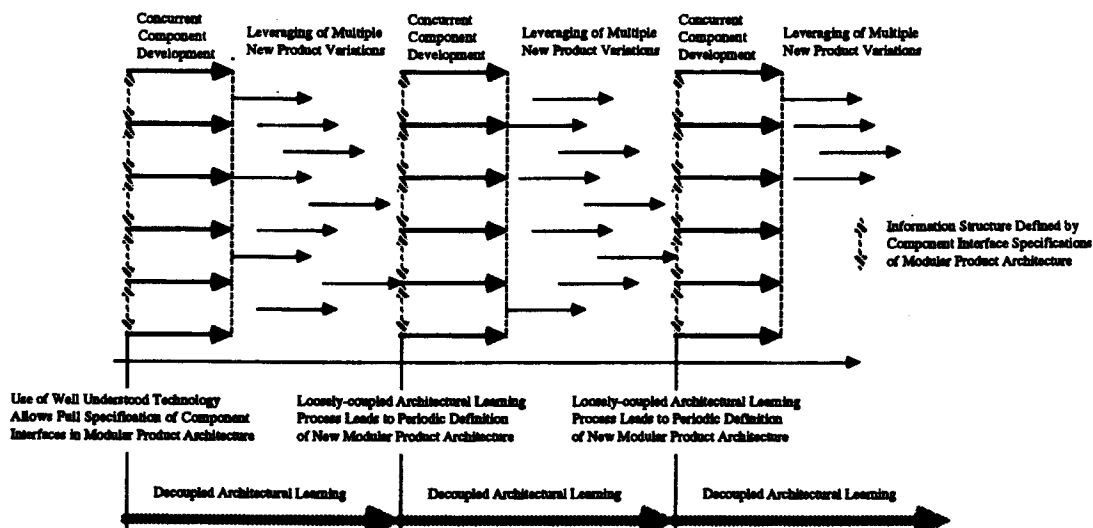 Concurrent
Component
Development
Leveraging of Multiple
New Product Variations
Concurrent
Component
Development
Leveraging of Multiple
New Product Variations
Concurrent
Component
Development
Leveraging of Multiple
New Product Variations
Information Structure Defined by
Component Interface Specifications
of Modular Product Architecture
Use of Well Understood Technology
Allows Full Specification of Component
Interfaces in Modular Product Architecture
Loosely-coupled Architectural Learning
Process Leads to Periodic Definition
of New Modular Product Architecture
Loosely-coupled Architectural Learning
Process Leads to Periodic Definition
of New Modular Product Architecture
Decoupled Architectural Learning
Decoupled Architectural Learning
Decoupled Architectural Learning